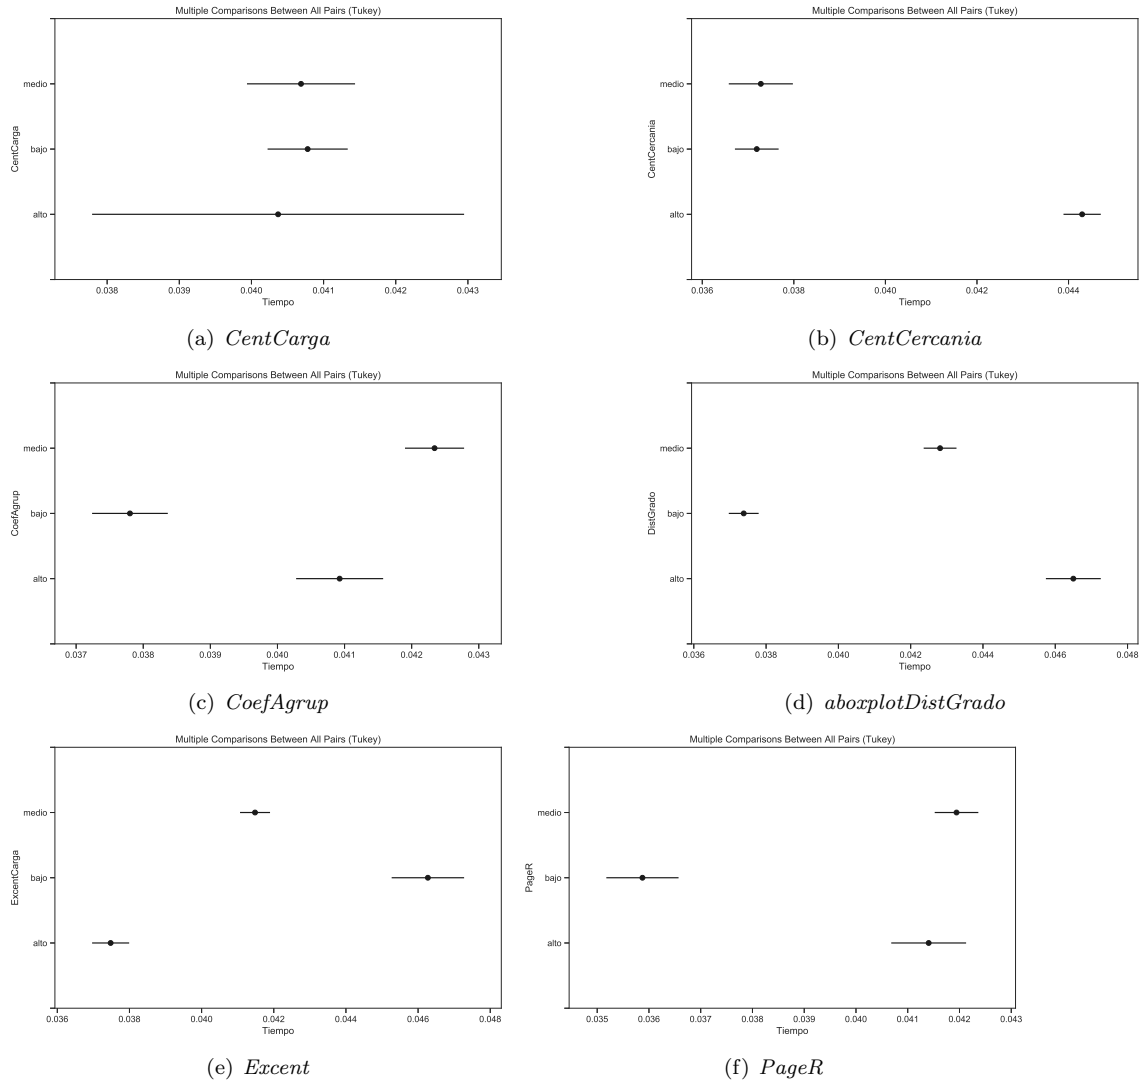 Multiple Comparisons Between All Pairs (Tukey)
CentCarga
medio
bajo
alto
0.038 0.039 0.040 0.041 0.042 0.043
Tiempo
(a) CentCarga
Multiple Comparisons Between All Pairs (Tukey)
CentCercania
medio
bajo
alto
0.036 0.038 0.040 0.042 0.044
Tiempo
(b) CentCercania
Multiple Comparisons Between All Pairs (Tukey)
CoefAgrup
medio
bajo
alto
0.037 0.038 0.039 0.040 0.041 0.042 0.043
Tiempo
(c) CoefAgrup
Multiple Comparisons Between All Pairs (Tukey)
DistGrado
medio
bajo
alto
0.036 0.038 0.040 0.042 0.044 0.046 0.048
Tiempo
(d) aboxplotDistGrado
Multiple Comparisons Between All Pairs (Tukey)
ExcentCarga
medio
bajo
alto
0.036 0.038 0.040 0.042 0.044 0.046 0.048
Tiempo
(e) Excent
Multiple Comparisons Between All Pairs (Tukey)
PageR
medio
bajo
alto
0.035 0.036 0.037 0.038 0.039 0.040 0.041 0.042 0.043
Tiempo
(f) PageR